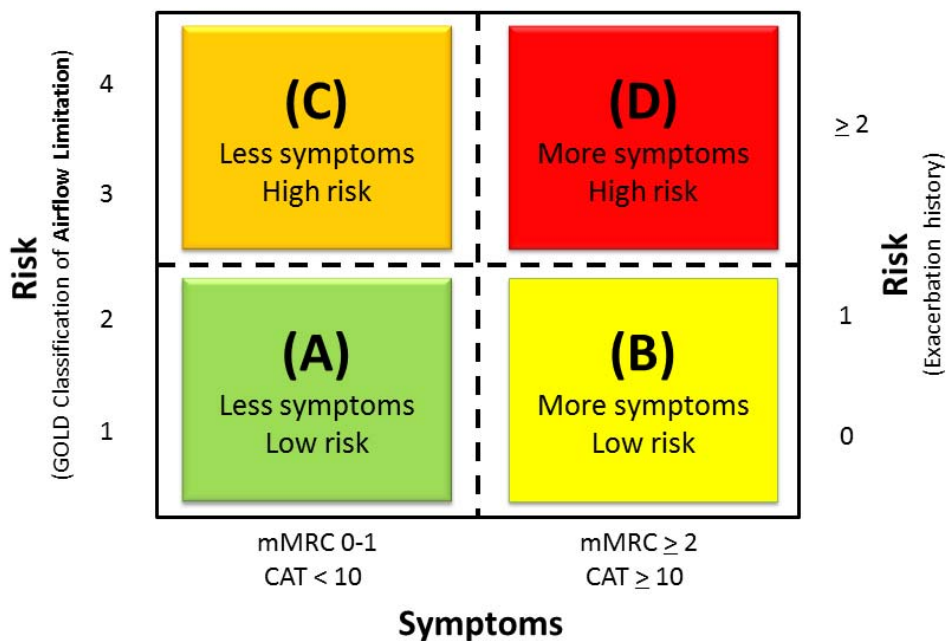 Risk
(GOLD Classification of Airflow Limitation)
4
3
2
1
(C)
Less symptoms
High risk
(D)
More symptoms
High risk
(A)
Less symptoms
Low risk
(B)
More symptoms
Low risk
≥ 2
1
0
Risk
(Exacerbation history)
mMRC 0-1
CAT < 10
mMRC ≥ 2
CAT ≥ 10
Symptoms